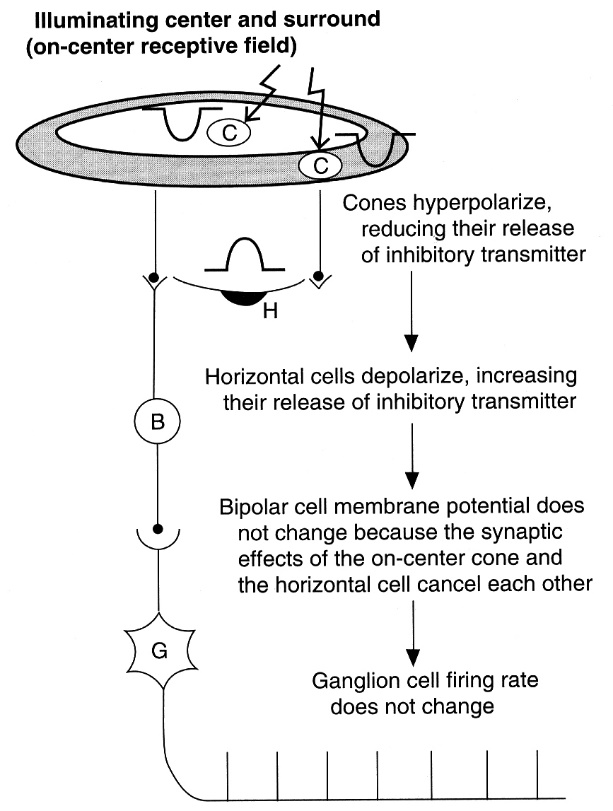 Illuminating center and surround
(on-center receptive field)
C
C
Cones hyperpolarize,
reducing their release
of inhibitory transmitter
H
Horizontal cells depolarize, increasing
their release of inhibitory transmitter
B
Bipolar cell membrane potential does
not change because the synaptic
effects of the on-center cone and
the horizontal cell cancel each other
G
Ganglion cell firing rate
does not change